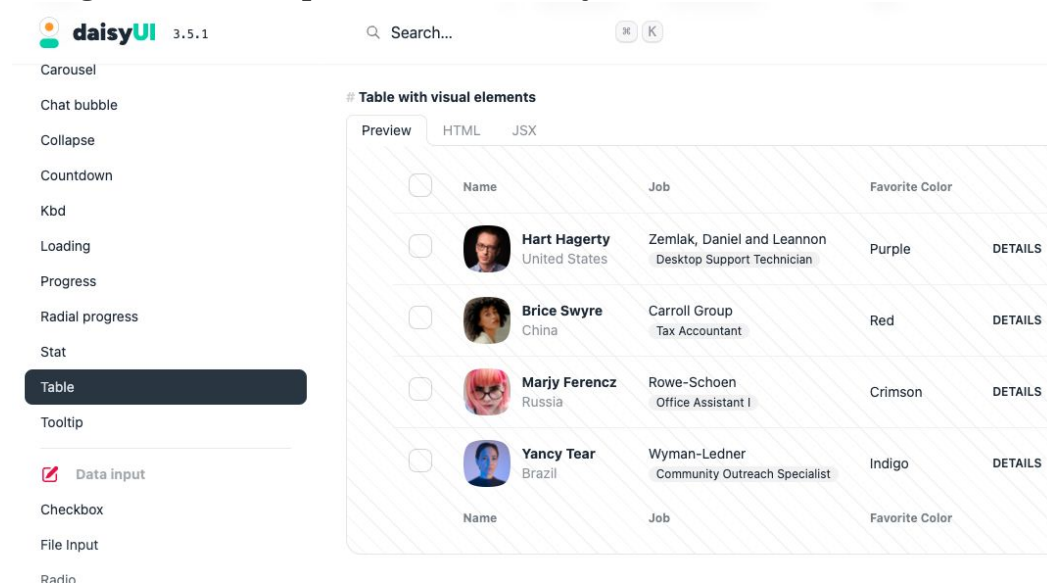 daisyUI 3.5.1
Search...
⌘ K
Carousel
Chat bubble
Collapse
Countdown
Kbd
Loading
Progress
Radial progress
Stat
Table
Tooltip
Data input
Checkbox
File Input
Radio
# Table with visual elements
Preview HTML JSX
Name Job Favorite Color
Hart Hagerty
United States
Zemlak, Daniel and Leannon
Desktop Support Technician
Purple
DETAILS
Brice Swyre
China
Carroll Group
Tax Accountant
Red
DETAILS
Marjy Ferencz
Russia
Rowe-Schoen
Office Assistant I
Crimson
DETAILS
Yancy Tear
Brazil
Wyman-Ledner
Community Outreach Specialist
Indigo
DETAILS
Name Job Favorite Color